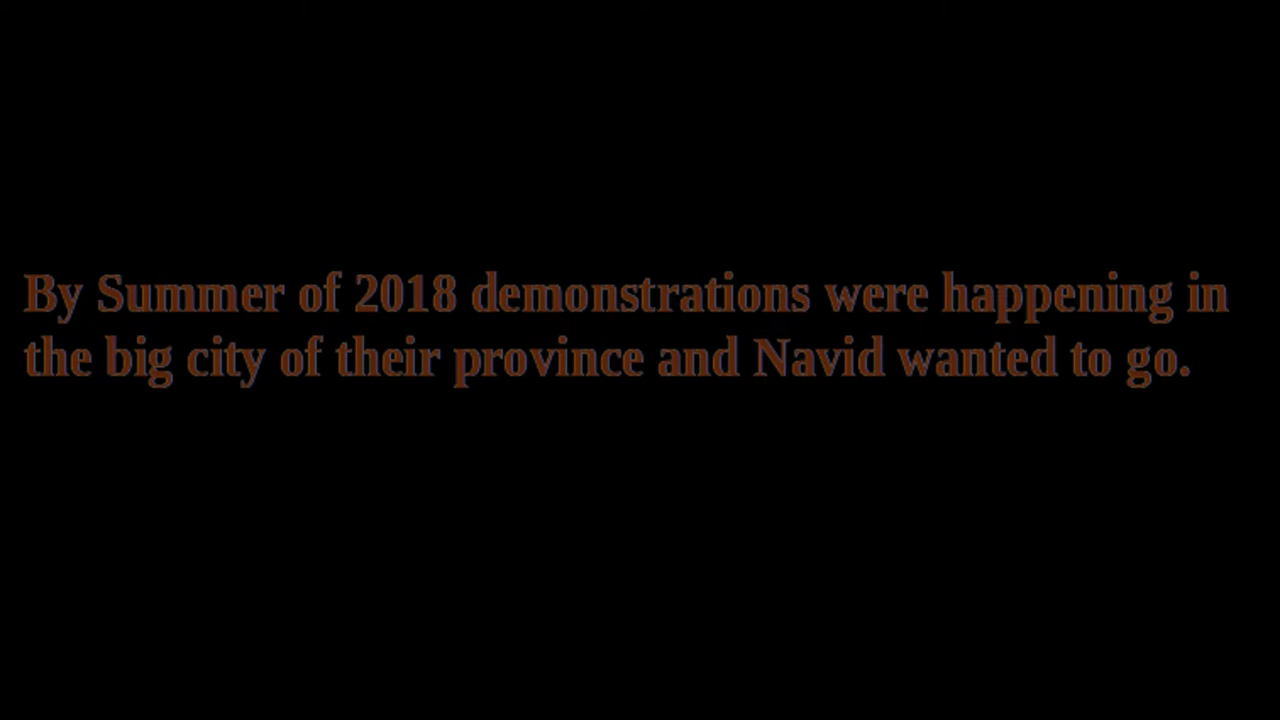 By Summer of 2018 demonstrations were happening in
the big city of their province and Navid wanted to go.